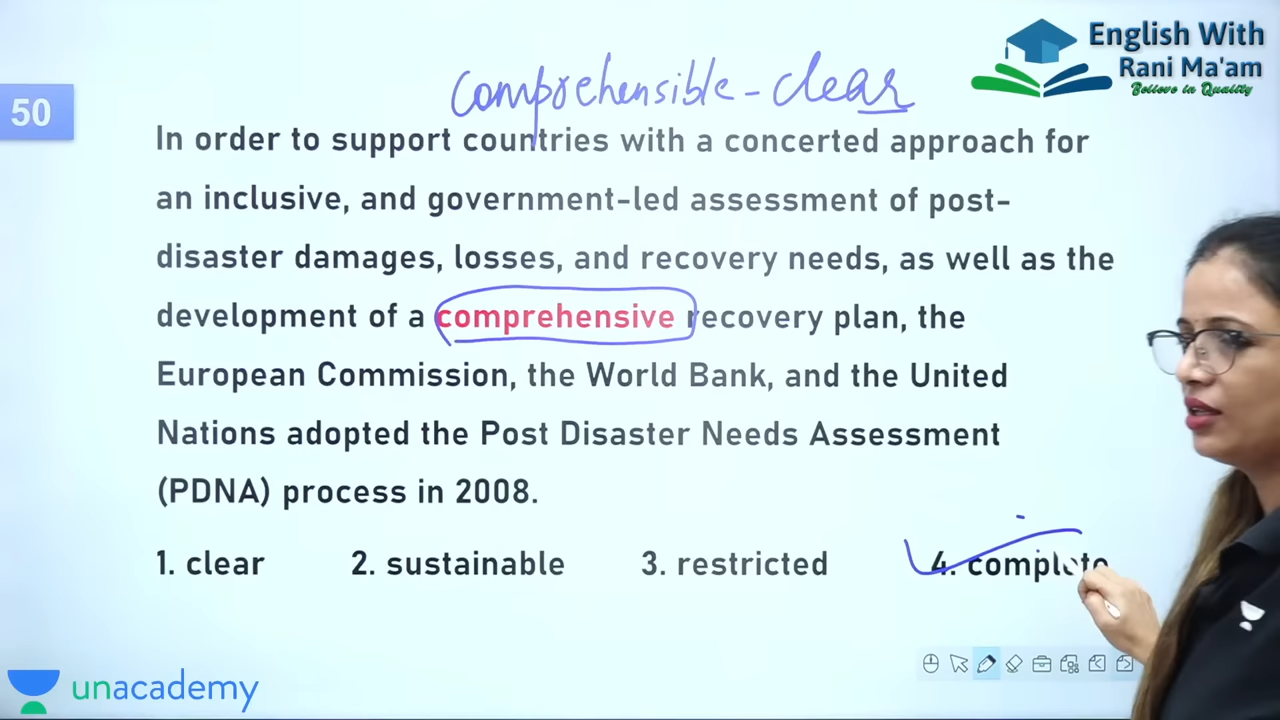 English With
Rani Ma'am
Believe in Quality
comprehensible - clear
50
In order to support countries with a concerted approach for
an inclusive, and government-led assessment of post-
disaster damages, losses, and recovery needs, as well as the
development of a comprehensive recovery plan, the
European Commission, the World Bank, and the United
Nations adopted the Post Disaster Needs Assessment
(PDNA) process in 2008.
1. clear 2. sustainable 3. restricted 4. complete
unacademy